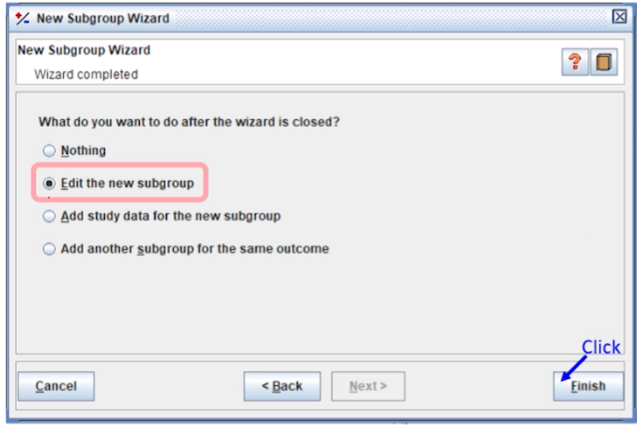 New Subgroup Wizard
New Subgroup Wizard
Wizard completed
?
What do you want to do after the wizard is closed?
Nothing
Edit the new subgroup
Add study data for the new subgroup
Add another subgroup for the same outcome
Click
Cancel
< Back
Next >
Finish